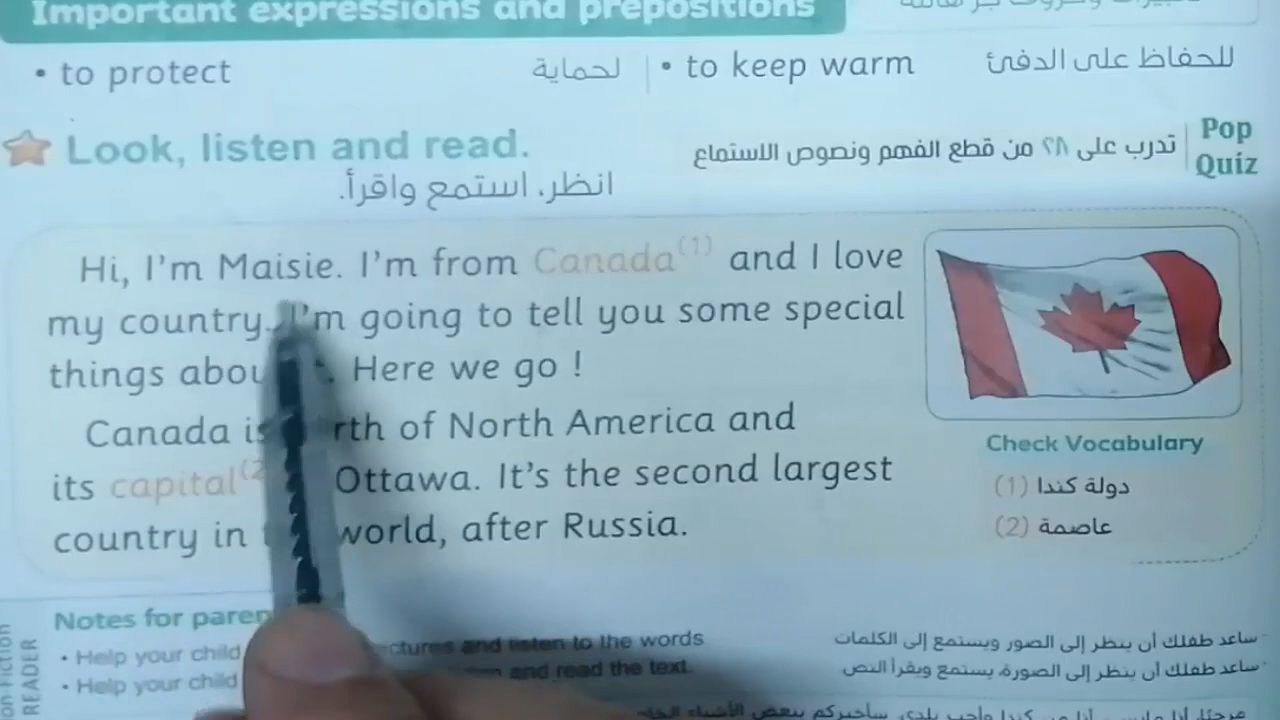 Important expressions and prepositions
• to protect لحماية • to keep warm للحفاظ على الدفئ
Look, listen and read.
انظر. استمع واقرأ.
تدرب على ٢٨ من قطع الفهم ونصوص الاستماع
Pop Quiz
Hi, I'm Maisie. I'm from Canada(1) and I love
my country. I'm going to tell you some special
things Here we go !
Canada of North America and
its capital Ottawa. It's the second largest
country in world, after Russia.
Check Vocabulary
(1) دولة كندا
(2) عاصمة
Notes for
• Help your child and listen to the words
ساعد طفلك أن ينظر إلى الصور ويستمع إلى الكلمات
• Help your child and read the text.
ساعد طفلك أن ينظر إلى الصورة، يستمع ويقرأ النص
READER